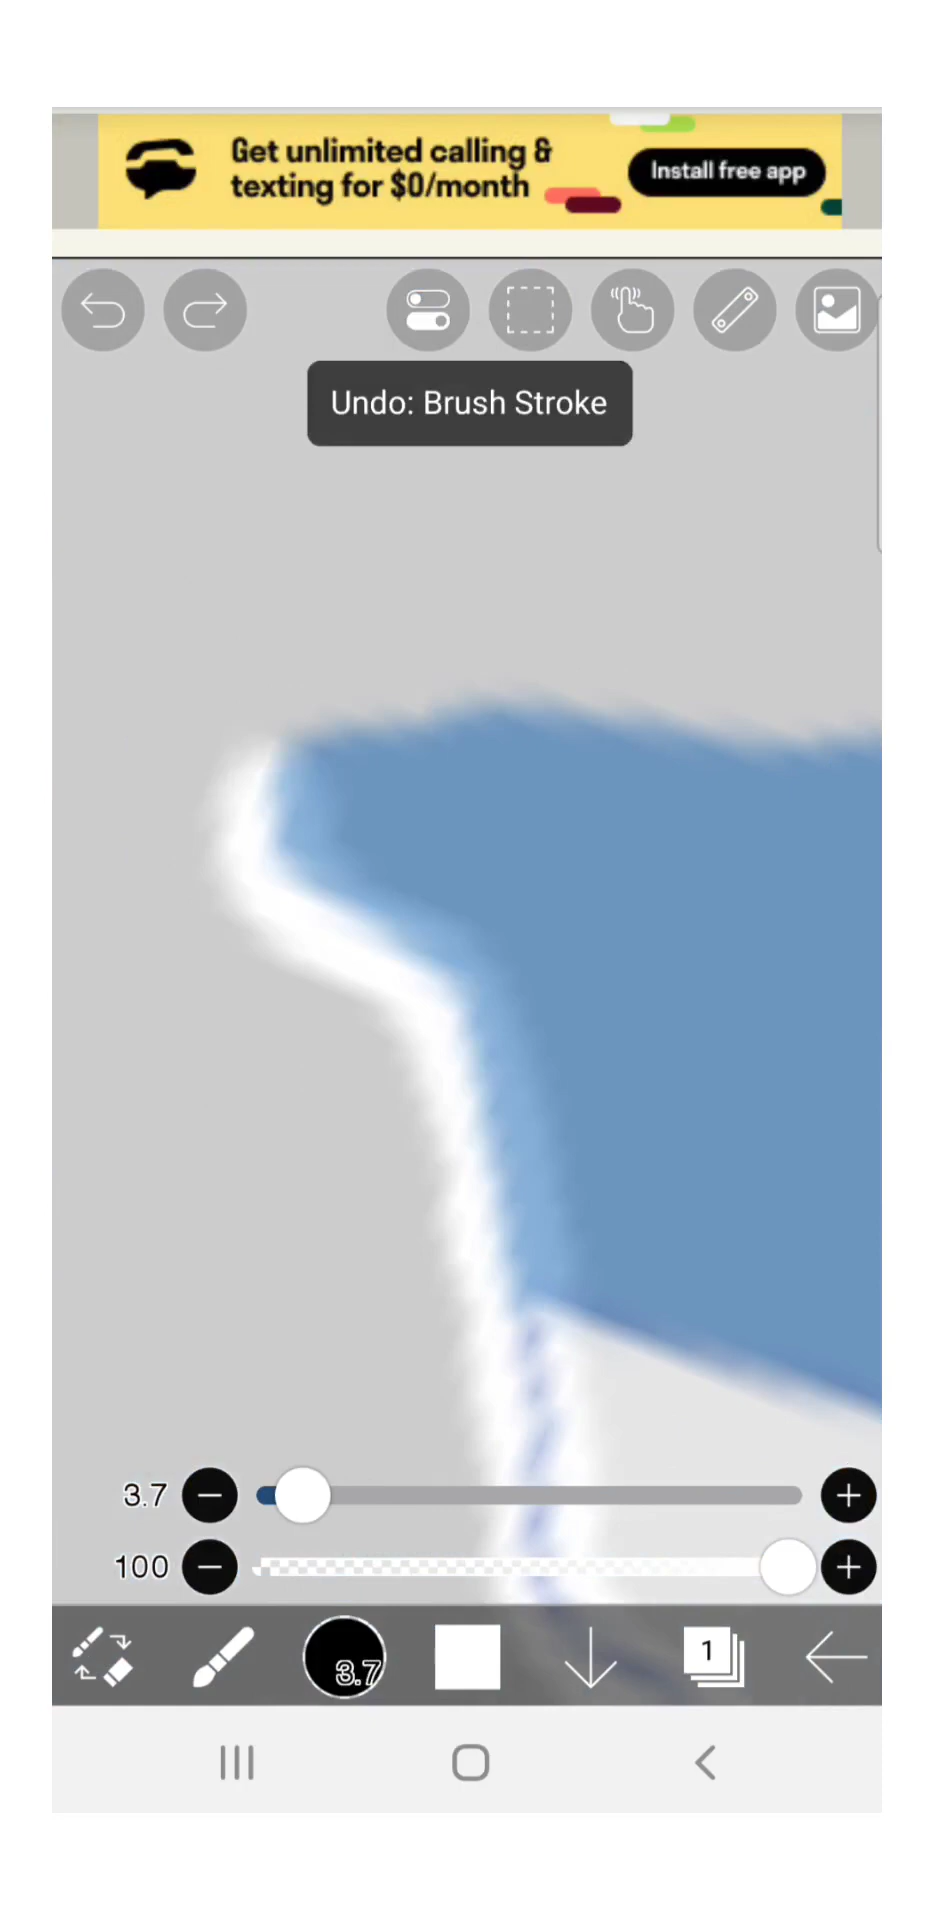 Get unlimited calling &
texting for $0/month
Install free app
Undo: Brush Stroke
3.7
100
3.7
1